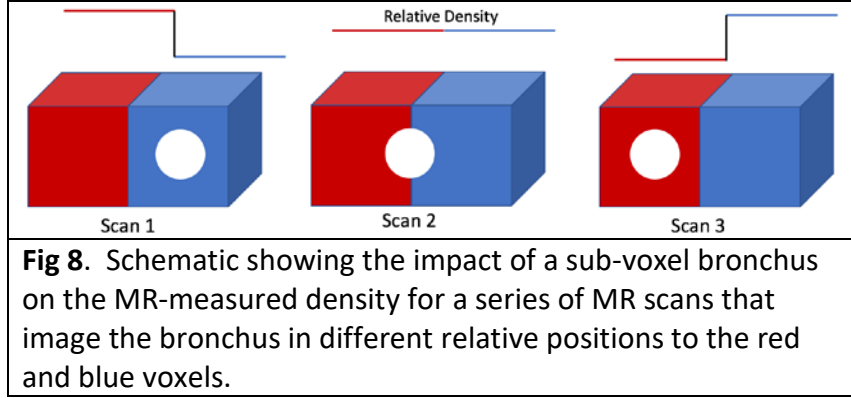 Relative Density
Scan 1
Scan 2
Scan 3
Fig 8. Schematic showing the impact of a sub-voxel bronchus
on the MR-measured density for a series of MR scans that
image the bronchus in different relative positions to the red
and blue voxels.